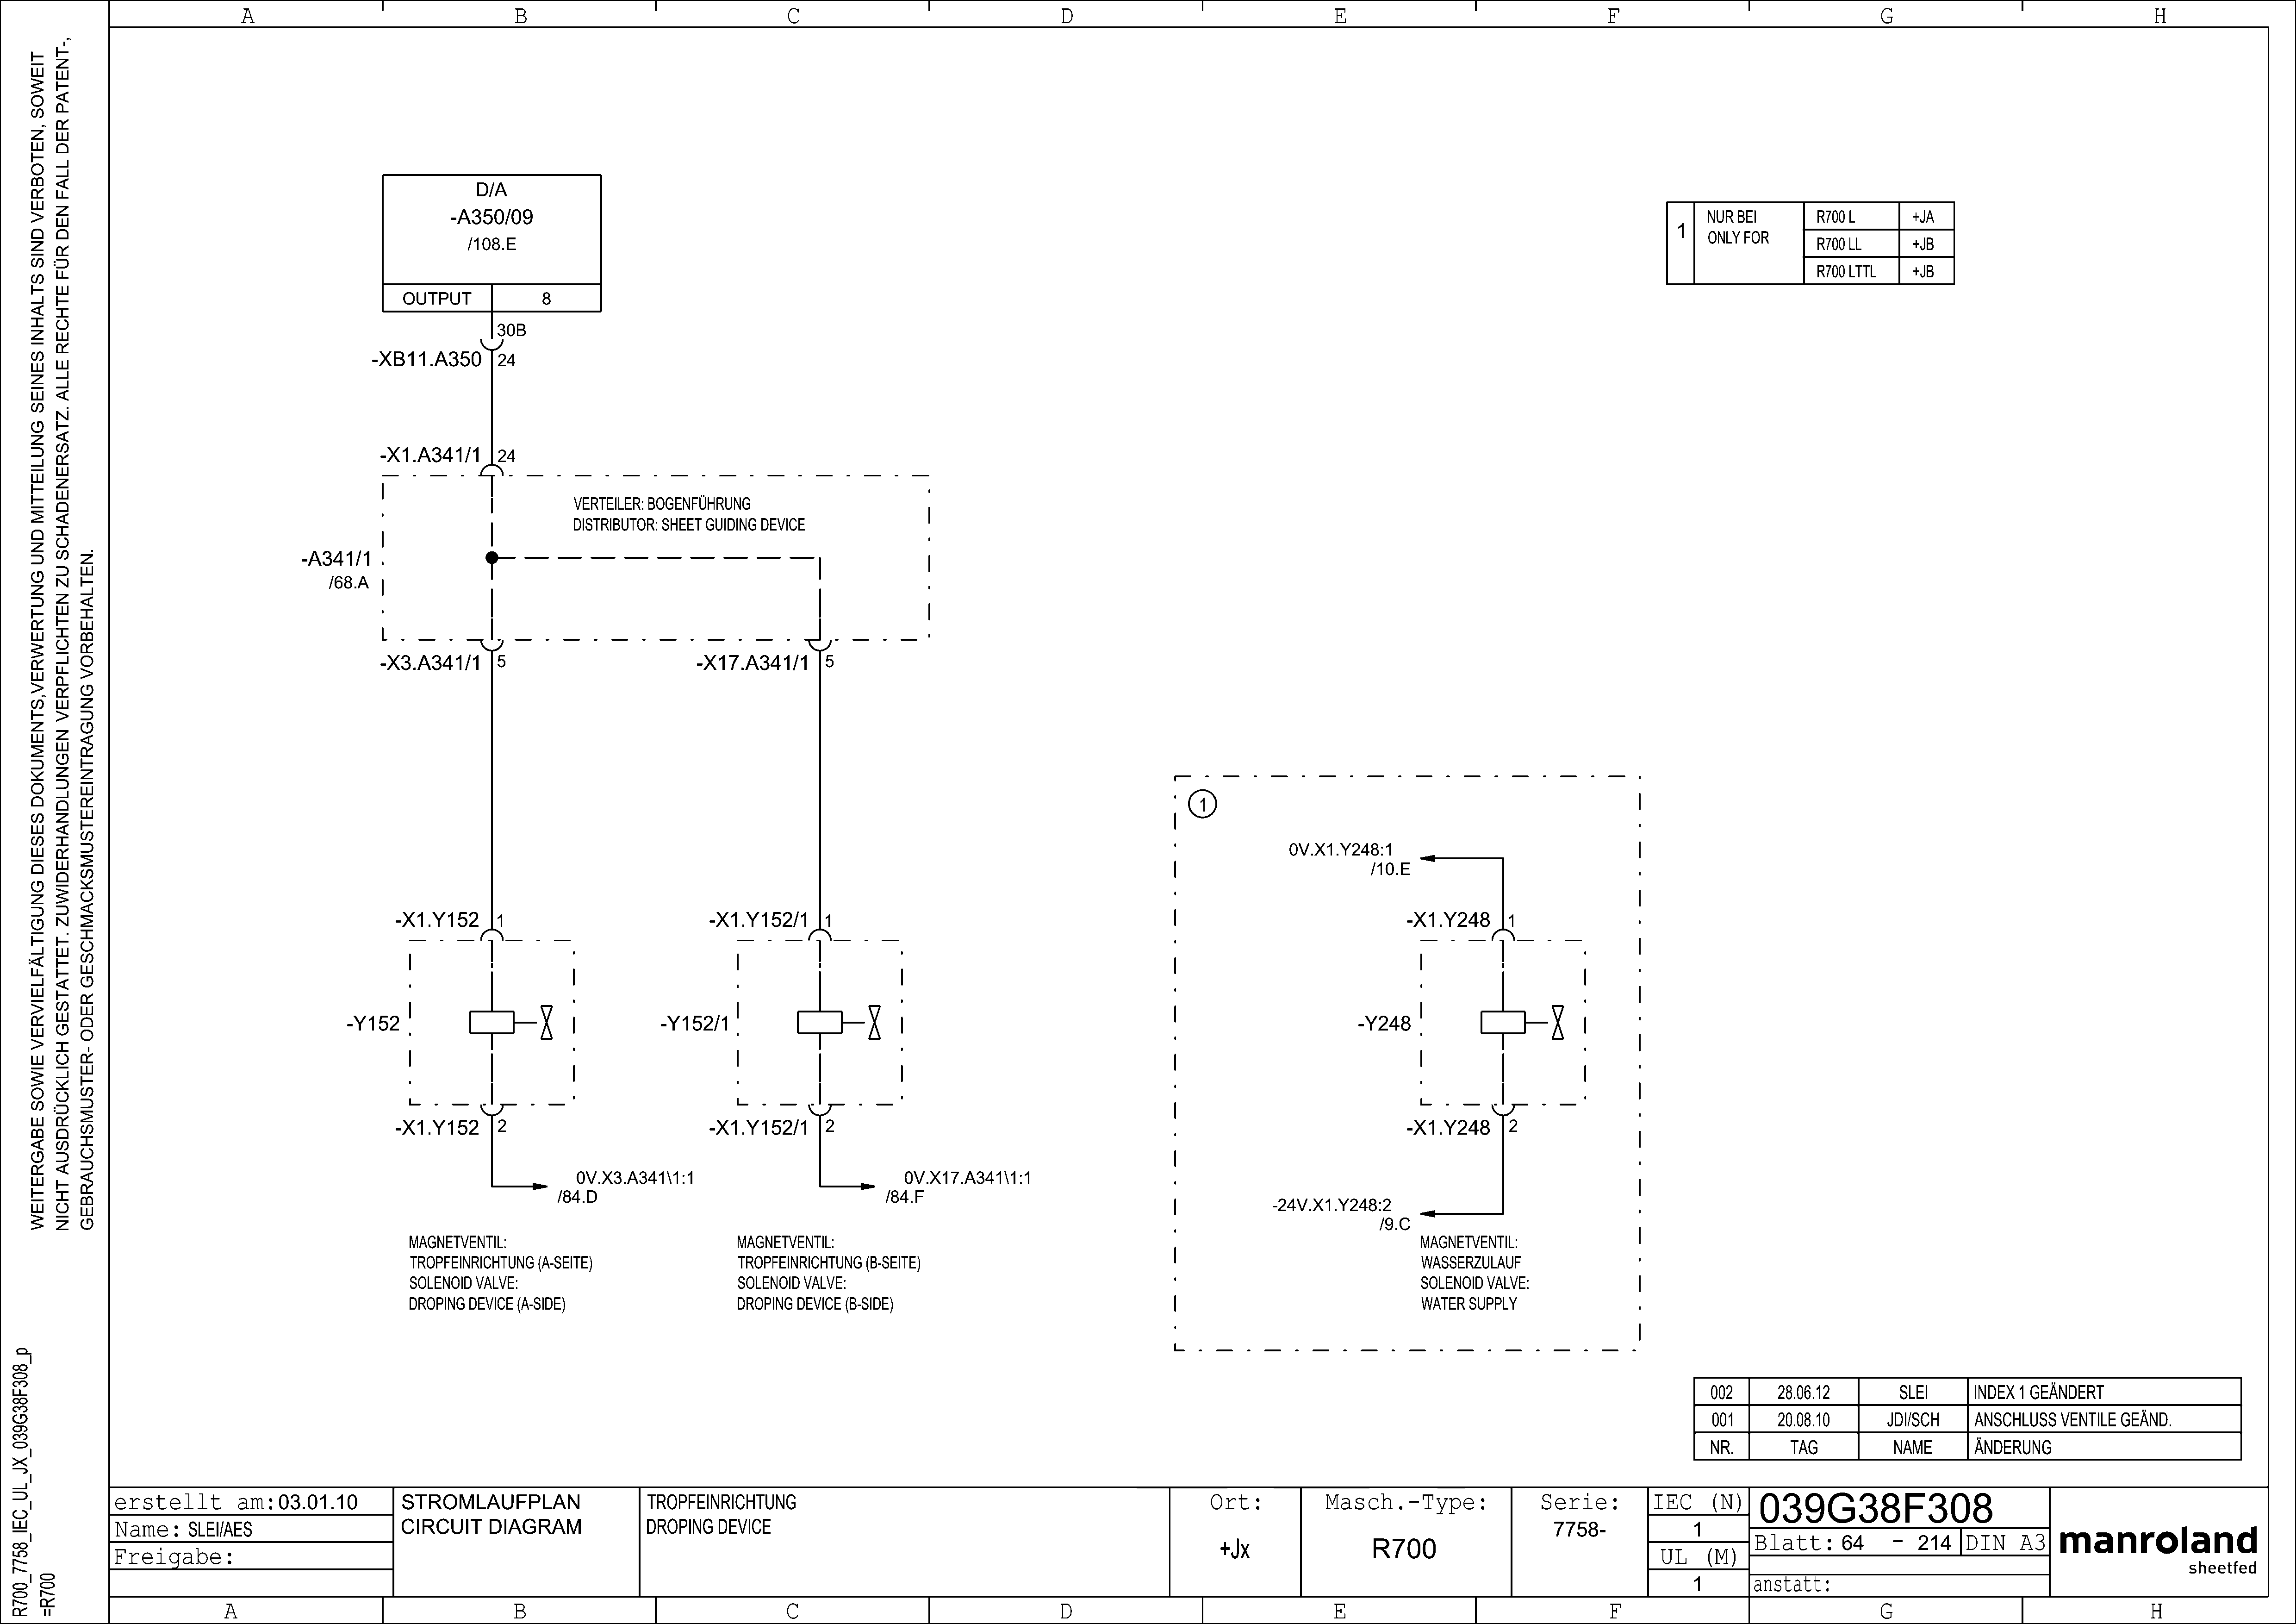 A B C D E F G H
WEITERGABE SOWIE VERVIELFÄLTIGUNG DIESES DOKUMENTS,VERWERTUNG UND MITTEILUNG SEINES INHALTS SIND VERBOTEN, SOWEIT
NICHT AUSDRÜCKLICH GESTATTET. ZUWIDERHANDLUNGEN VERPFLICHTEN ZU SCHADENERSATZ. ALLE RECHTE FÜR DEN FALL DER PATENT-,
GEBRAUCHSMUSTER- ODER GESCHMACKSMUSTEREINTRAGUNG VORBEHALTEN.
R700_7758_IEC_UL_JX_039G38F308_p
=R700
D/A
-A350/09
/108.E
OUTPUT 8
30B
-XB11.A350 24
-X1.A341/1 24
VERTEILER: BOGENFÜHRUNG
DISTRIBUTOR: SHEET GUIDING DEVICE
-A341/1
/68.A
-X3.A341/1 5
-X17.A341/1 5
1 NUR BEI
ONLY FOR
R700 L +JA
R700 LL +JB
R700 LTTL +JB
1
0V.X1.Y248:1
/10.E
-X1.Y152 1
-X1.Y152/1 1
-X1.Y248 1
-Y152
-Y152/1
-Y248
-X1.Y152 2
-X1.Y152/1 2
-X1.Y248 2
0V.X3.A341\1:1
/84.D
0V.X17.A341\1:1
/84.F
-24V.X1.Y248:2
/9.C
MAGNETVENTIL:
TROPFEINRICHTUNG (A-SEITE)
SOLENOID VALVE:
DROPING DEVICE (A-SIDE)
MAGNETVENTIL:
TROPFEINRICHTUNG (B-SEITE)
SOLENOID VALVE:
DROPING DEVICE (B-SIDE)
MAGNETVENTIL:
WASSERZULAUF
SOLENOID VALVE:
WATER SUPPLY
002 28.06.12 SLEI INDEX 1 GEÄNDERT
001 20.08.10 JDI/SCH ANSCHLUSS VENTILE GEÄND.
NR. TAG NAME ÄNDERUNG
erstellt am: 03.01.10
Name: SLEI/AES
Freigabe:
STROMLAUFPLAN
CIRCUIT DIAGRAM
TROPFEINRICHTUNG
DROPING DEVICE
Ort:
+Jx
Masch.-Type:
R700
Serie:
7758-
IEC (N)
1
UL (M)
1
039G38F308
Blatt: 64 - 214 DIN A3
anstatt:
manroland
sheetfed
A B C D E F G H